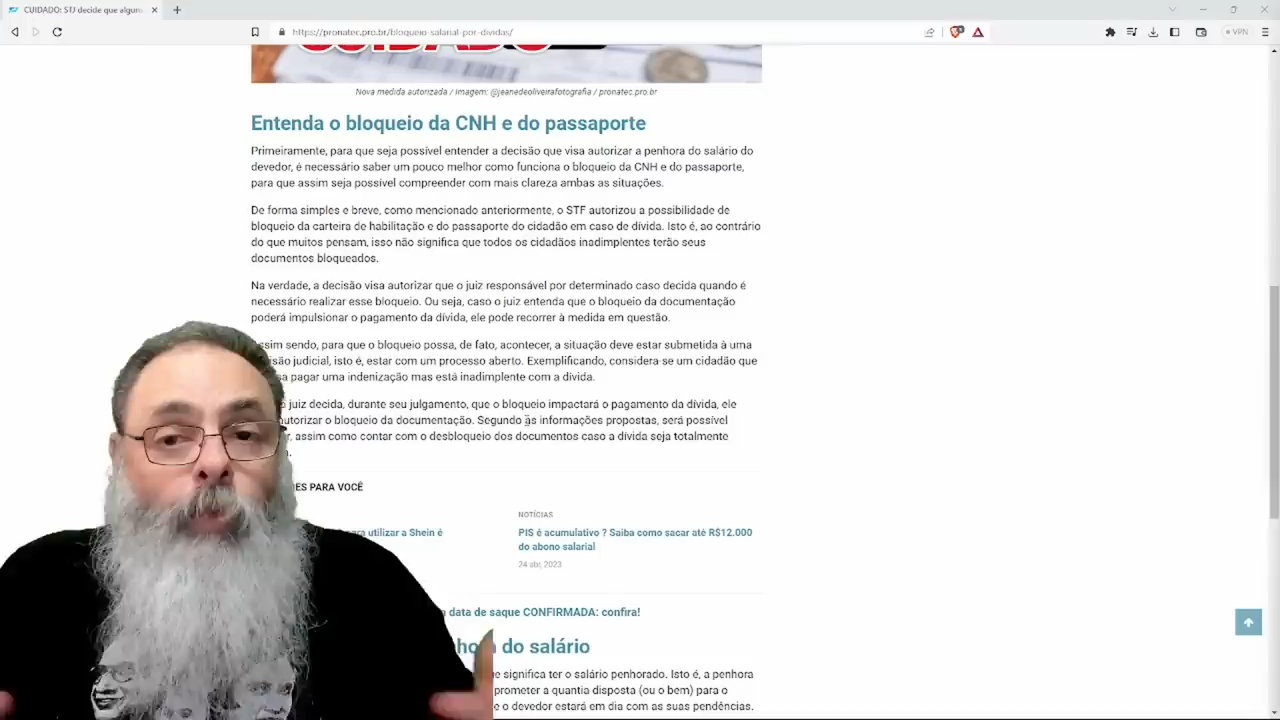 CUIDADO: STJ decide que algun
https://pronatec.pro.br/bloqueio-salarial-por-dividas/
VPN
CUIDADO
Nova medida autorizada / Imagem: @jeanedeoliveirafotografia / pronatec.pro.br
Entenda o bloqueio da CNH e do passaporte
Primeiramente, para que seja possível entender a decisão que visa autorizar a penhora do salário do
devedor, é necessário saber um pouco melhor como funciona o bloqueio da CNH e do passaporte,
para que assim seja possível compreender com mais clareza ambas as situações.
De forma simples e breve, como mencionado anteriormente, o STF autorizou a possibilidade de
bloqueio da carteira de habilitação e do passaporte do cidadão em caso de dívida. Isto é, ao contrário
do que muitos pensam, isso não significa que todos os cidadãos inadimplentes terão seus
documentos bloqueados.
Na verdade, a decisão visa autorizar que o juiz responsável por determinado caso decida quando é
necessário realizar esse bloqueio. Ou seja, caso o juiz entenda que o bloqueio da documentação
poderá impulsionar o pagamento da dívida, ele pode recorrer à medida em questão.
ssim sendo, para que o bloqueio possa, de fato, acontecer, a situação deve estar submetida à uma
isão judicial, isto é, estar com um processo aberto. Exemplificando, considera-se um cidadão que
pagar uma indenização mas está inadimplente com a dívida.
juiz decida, durante seu julgamento, que o bloqueio impactará o pagamento da dívida, ele
autorizar o bloqueio da documentação. Segundo as informações propostas, será possível
r, assim como contar com o desbloqueio dos documentos caso a dívida seja totalmente
ES PARA VOCÊ
NOTÍCIAS
para utilizar a Shein é
PIS é acumulativo ? Saiba como sacar até R$12.000
do abono salarial
24 abr, 2023
data de saque CONFIRMADA: confira!
do salário
e significa ter o salário penhorado. Isto é, a penhora
prometer a quantia disposta (ou o bem) para o
e o devedor estará em dia com as suas pendências.